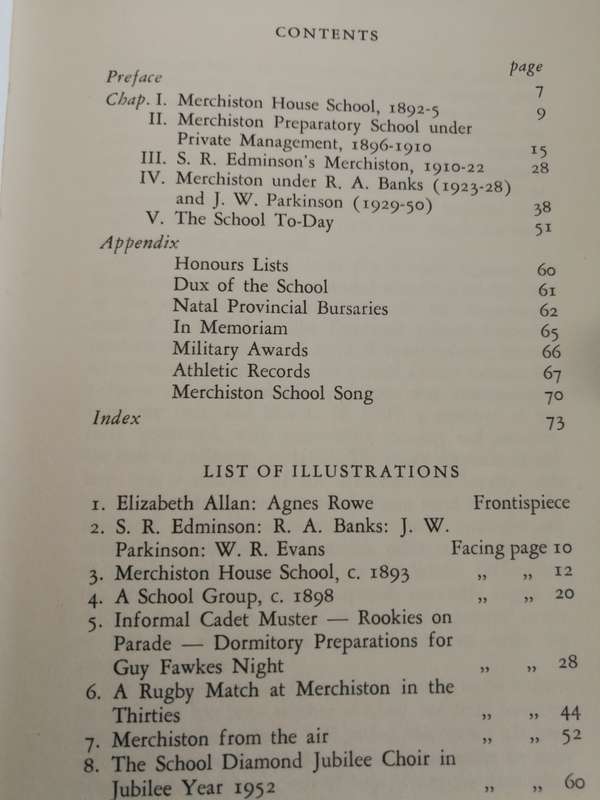 CONTENTS
page
Preface 7
Chap. I. Merchiston House School, 1892-5 9
II. Merchiston Preparatory School under
Private Management, 1896-1910 15
III. S. R. Edminson's Merchiston, 1910-22 28
IV. Merchiston under R. A. Banks (1923-28)
and J. W. Parkinson (1929-50) 38
V. The School To-Day 51
Appendix
Honours Lists 60
Dux of the School 61
Natal Provincial Bursaries 62
In Memoriam 65
Military Awards 66
Athletic Records 67
Merchiston School Song 70
Index 73
LIST OF ILLUSTRATIONS
1. Elizabeth Allan: Agnes Rowe Frontispiece
2. S. R. Edminson: R. A. Banks: J. W.
Parkinson: W. R. Evans Facing page 10
3. Merchiston House School, c. 1893 „ „ 12
4. A School Group, c. 1898 „ „ 20
5. Informal Cadet Muster — Rookies on
Parade — Dormitory Preparations for
Guy Fawkes Night „ „ 28
6. A Rugby Match at Merchiston in the
Thirties „ „ 44
7. Merchiston from the air „ „ 52
8. The School Diamond Jubilee Choir in
Jubilee Year 1952 „ „ 60